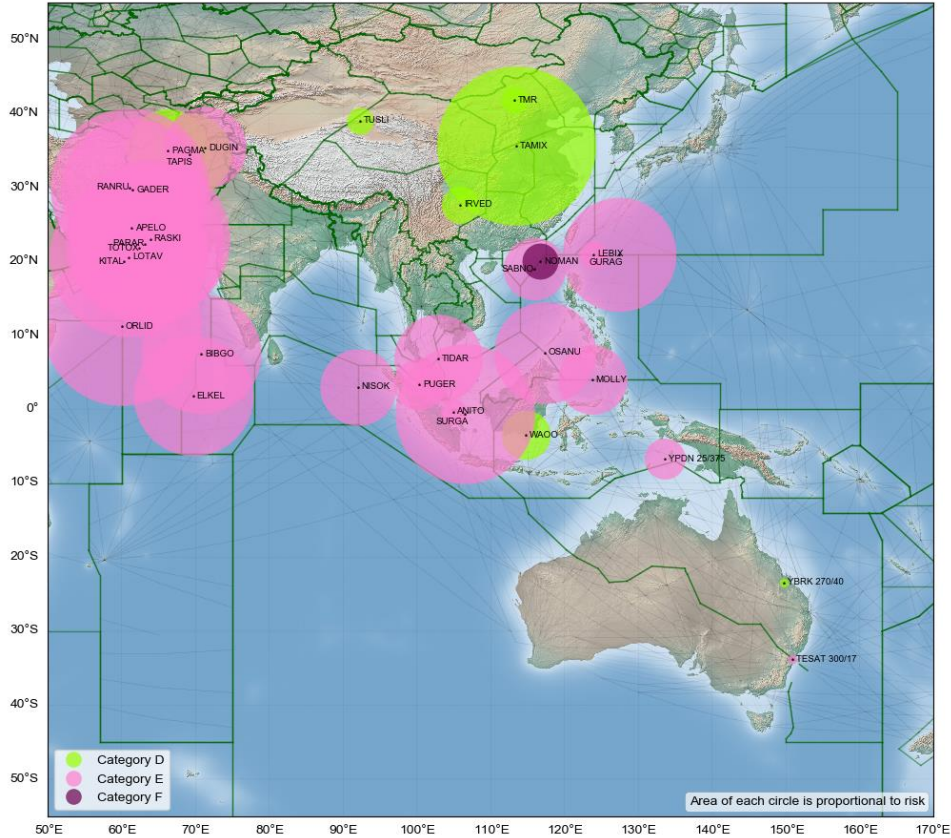 50°N
40°N
30°N
20°N
10°N
0°
10°S
20°S
30°S
40°S
50°S
TMR
TUSLI
TAMIX
PAGMA
DUGIN
TAPIS
RANRU
GADER
IRVED
APELO
RASKI
PARAR
TOTOX
LOTAV
KITAL
SABNO
NOMAN
LEBIX
GURAG
ORLID
BIBGO
TIDAR
OSANU
ELKEL
NISOK
PUGER
MOLLY
ANITO
SURGA
WAOO
YPDN 25/375
YBRK 270/40
TESAT 300/17
Category D
Category E
Category F
Area of each circle is proportional to risk
50°E
60°E
70°E
80°E
90°E
100°E
110°E
120°E
130°E
140°E
150°E
160°E
170°E